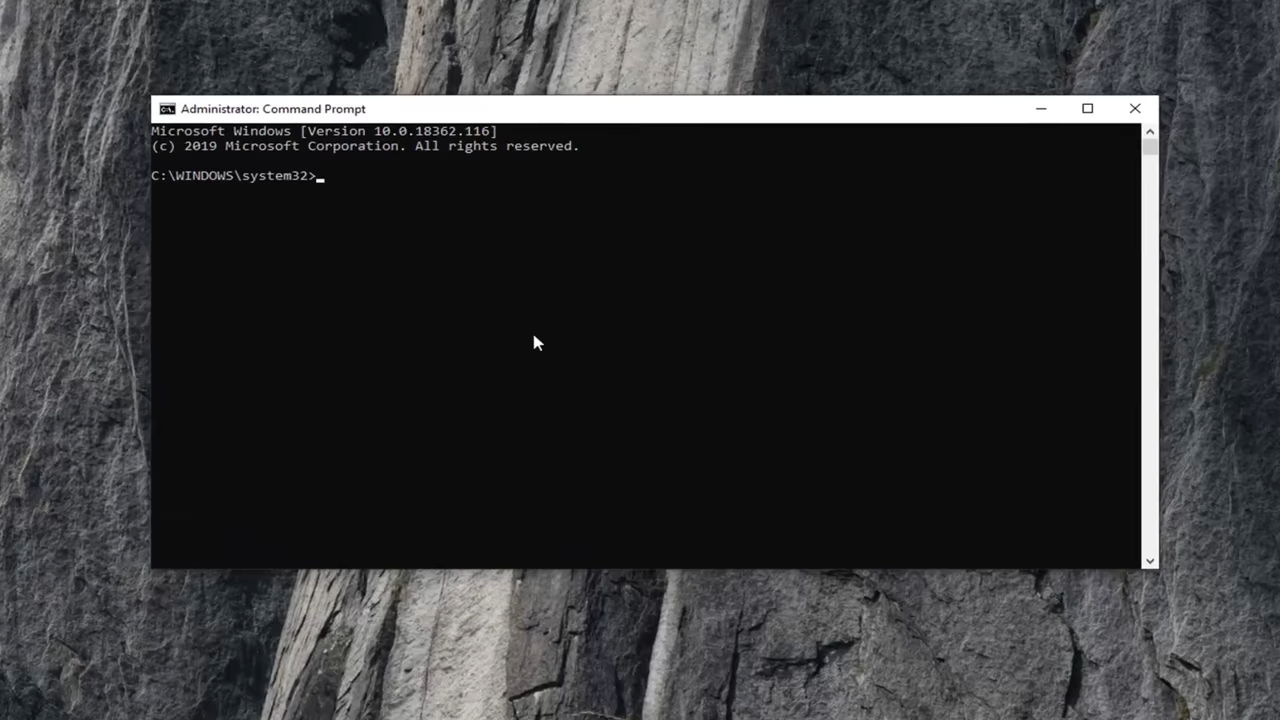 Administrator: Command Prompt
Microsoft Windows [Version 10.0.18362.116]
(c) 2019 Microsoft Corporation. All rights reserved.
C:\WINDOWS\system32>